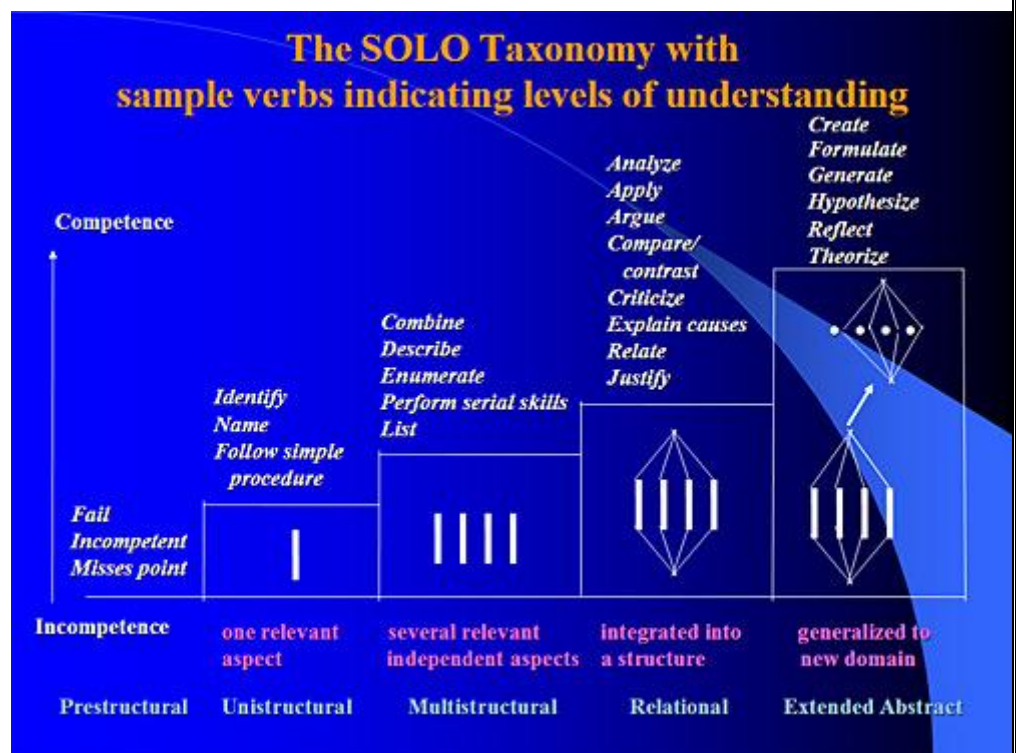 The SOLO Taxonomy with
sample verbs indicating levels of understanding
Competence
Fail
Incompetent
Misses point
Incompetence
Identify
Name
Follow simple
procedure
Combine
Describe
Enumerate
Perform serial skills
List
Analyze
Apply
Argue
Compare/
contrast
Criticize
Explain causes
Relate
Justify
Create
Formulate
Generate
Hypothesize
Reflect
Theorize
one relevant
aspect
several relevant
independent aspects
integrated into
a structure
generalized to
new domain
Prestructural
Unistructural
Multistructural
Relational
Extended Abstract